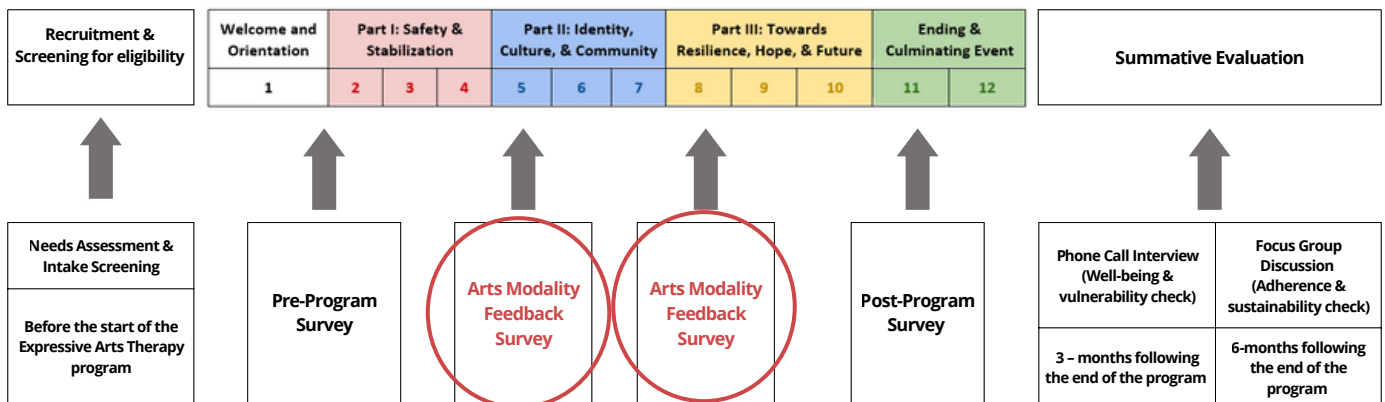 Recruitment &
Screening for eligibility
Welcome and
Orientation
Part I: Safety &
Stabilization
Part II: Identity,
Culture, & Community
Part III: Towards
Resilience, Hope, & Future
Ending &
Culminating Event
1 2 3 4 5 6 7 8 9 10 11 12
Summative Evaluation
Needs Assessment &
Intake Screening
Before the start of the
Expressive Arts Therapy
program
Pre-Program
Survey
Arts Modality
Feedback
Survey
Arts Modality
Feedback
Survey
Post-Program
Survey
Phone Call Interview
(Well-being &
vulnerability check)
3 – months following
the end of the program
Focus Group
Discussion
(Adherence &
sustainability check)
6-months following
the end of the
program